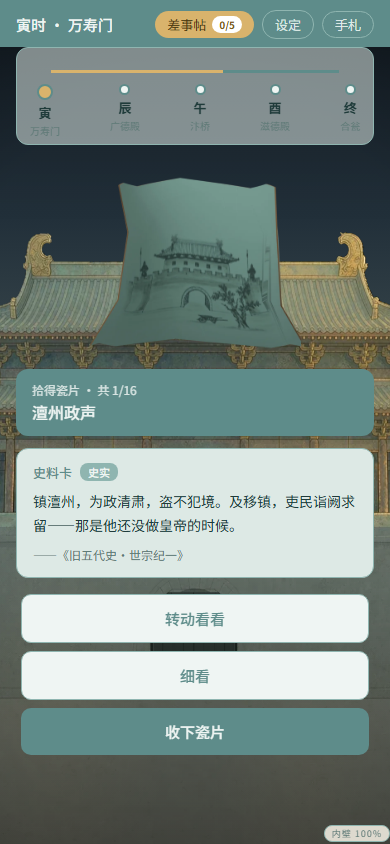 寅时 · 万寿门
差事帖 0/5
设定
手札
寅
辰
午
酉
终
万寿门
广德殿
汴桥
滋德殿
合瓷
拾得瓷片 · 共 1/16
澶州政声
史料卡 史实
镇澶州，为政清肃，盗不犯境。及移镇，吏民诣阙求
留——那是他还没做皇帝的时候。
——《旧五代史·世宗纪一》
转动看看
细看
收下瓷片
内壁 100%